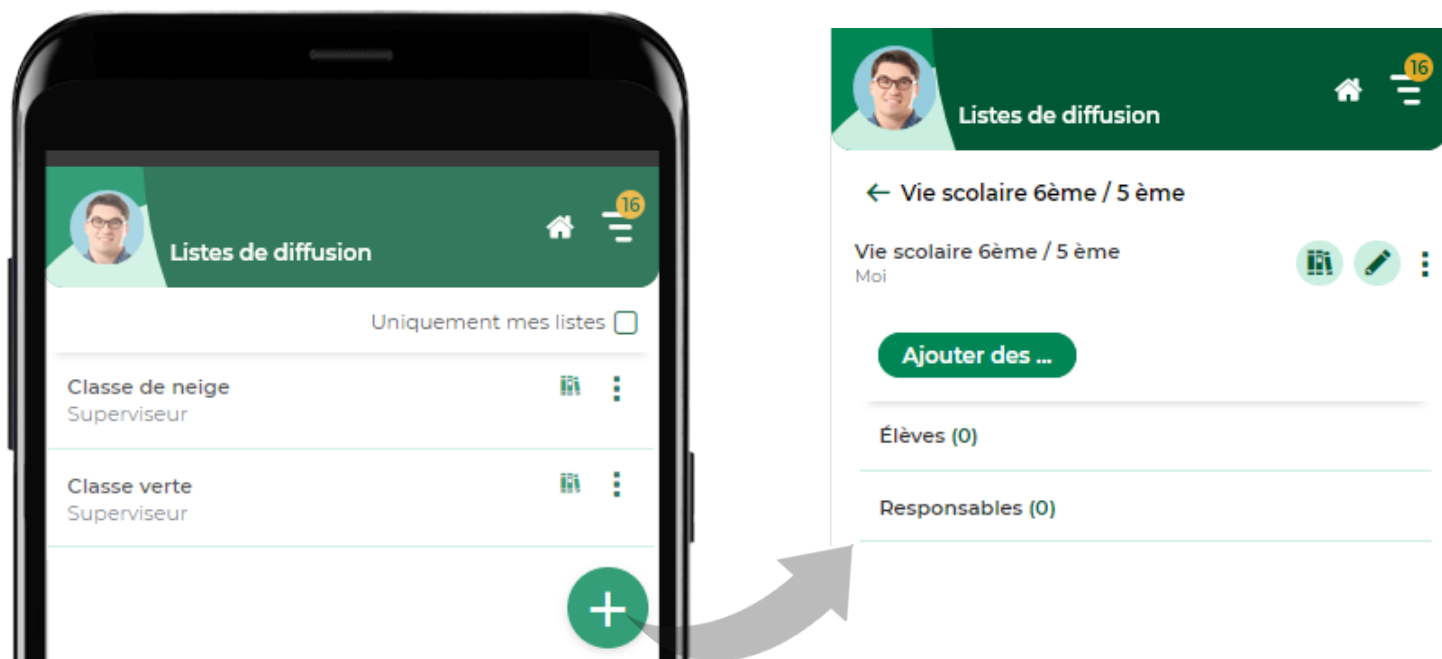 16
Listes de diffusion
Uniquement mes listes
Classe de neige
Superviseur
Classe verte
Superviseur
+
16
Listes de diffusion
← Vie scolaire 6ème / 5 ème
Vie scolaire 6ème / 5 ème
Moi
Ajouter des ...
Élèves (0)
Responsables (0)